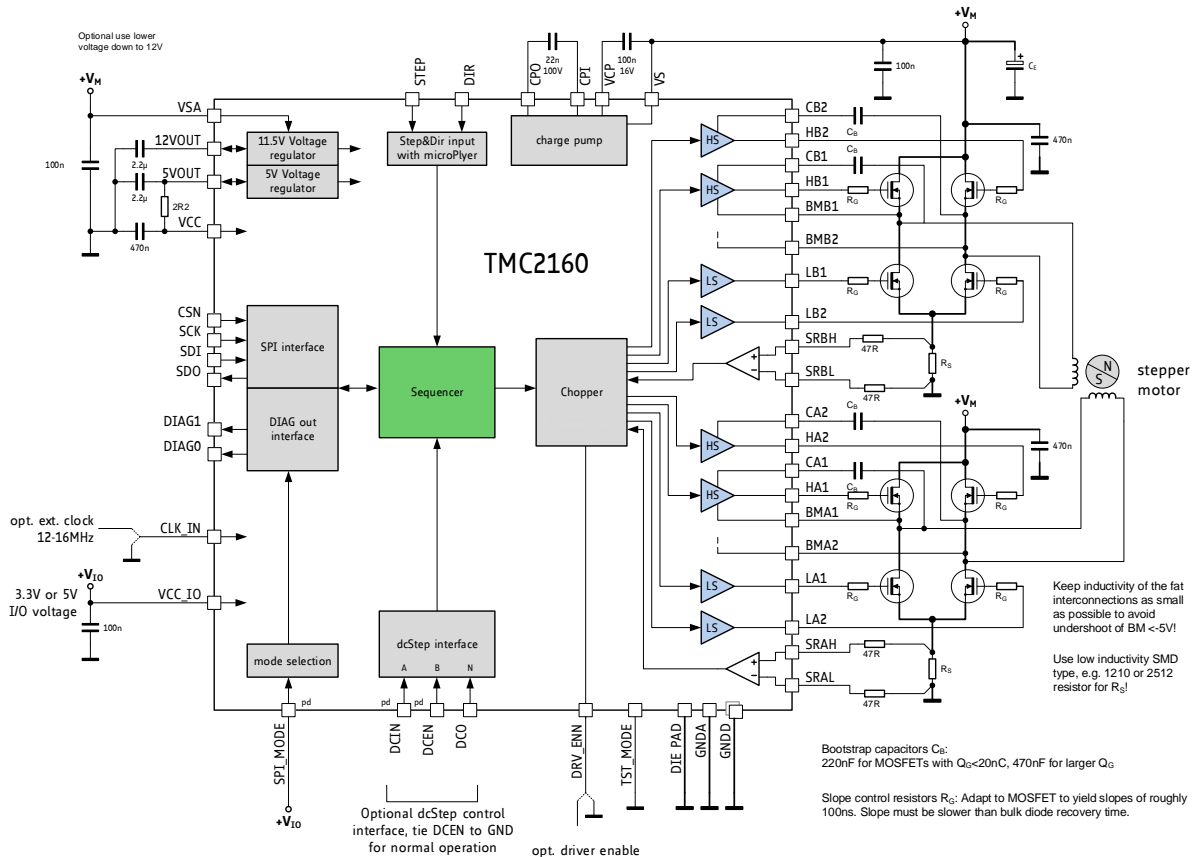 Optional use lower
voltage down to 12V
+VM
VSA
12VOUT
2.2µ
5VOUT
2.2µ
2R2
VCC
470n
100n
11.5V Voltage
regulator
5V Voltage
regulator
STEP
DIR
Step&Dir input
with microPlyer
CPO
22n
100V
CPI
VCP
100n
16V
VS
charge pump
+VM
100n
CE
TMC2160
CSN
SCK
SDI
SDO
SPI interface
DIAG1
DIAG0
DIAG out
interface
Sequencer
Chopper
HS
HS
LS
LS
+
-
CB2
CB
HB2
CB1
CB
HB1
RG
RG
BMB1
BMB2
LB1
RG
RG
LB2
SRBH
47R
SRBL
47R
RS
470n
N
S
stepper
motor
+VM
HS
HS
LS
LS
+
-
CA2
CB
HA2
CA1
CB
HA1
RG
RG
BMA1
BMA2
LA1
RG
RG
LA2
SRAH
47R
SRAL
47R
RS
470n
opt. ext. clock
12-16MHz
CLK_IN
+VIO
3.3V or 5V
I/O voltage
VCC_IO
100n
mode selection
dcStep interface
A B N
pd
pd
pd
SPI_MODE
+VIO
DCIN
DCEN
DCO
Optional dcStep control
interface, tie DCEN to GND
for normal operation
DRV_ENN
opt. driver enable
TST_MODE
DIE PAD
GNDA
GNDD
Keep inductivity of the fat
interconnections as small
as possible to avoid
undershoot of BM <-5V!
Use low inductivity SMD
type, e.g. 1210 or 2512
resistor for RS!
Bootstrap capacitors CB:
220nF for MOSFETs with QG<20nC, 470nF for larger QG
Slope control resistors RG: Adapt to MOSFET to yield slopes of roughly
100ns. Slope must be slower than bulk diode recovery time.